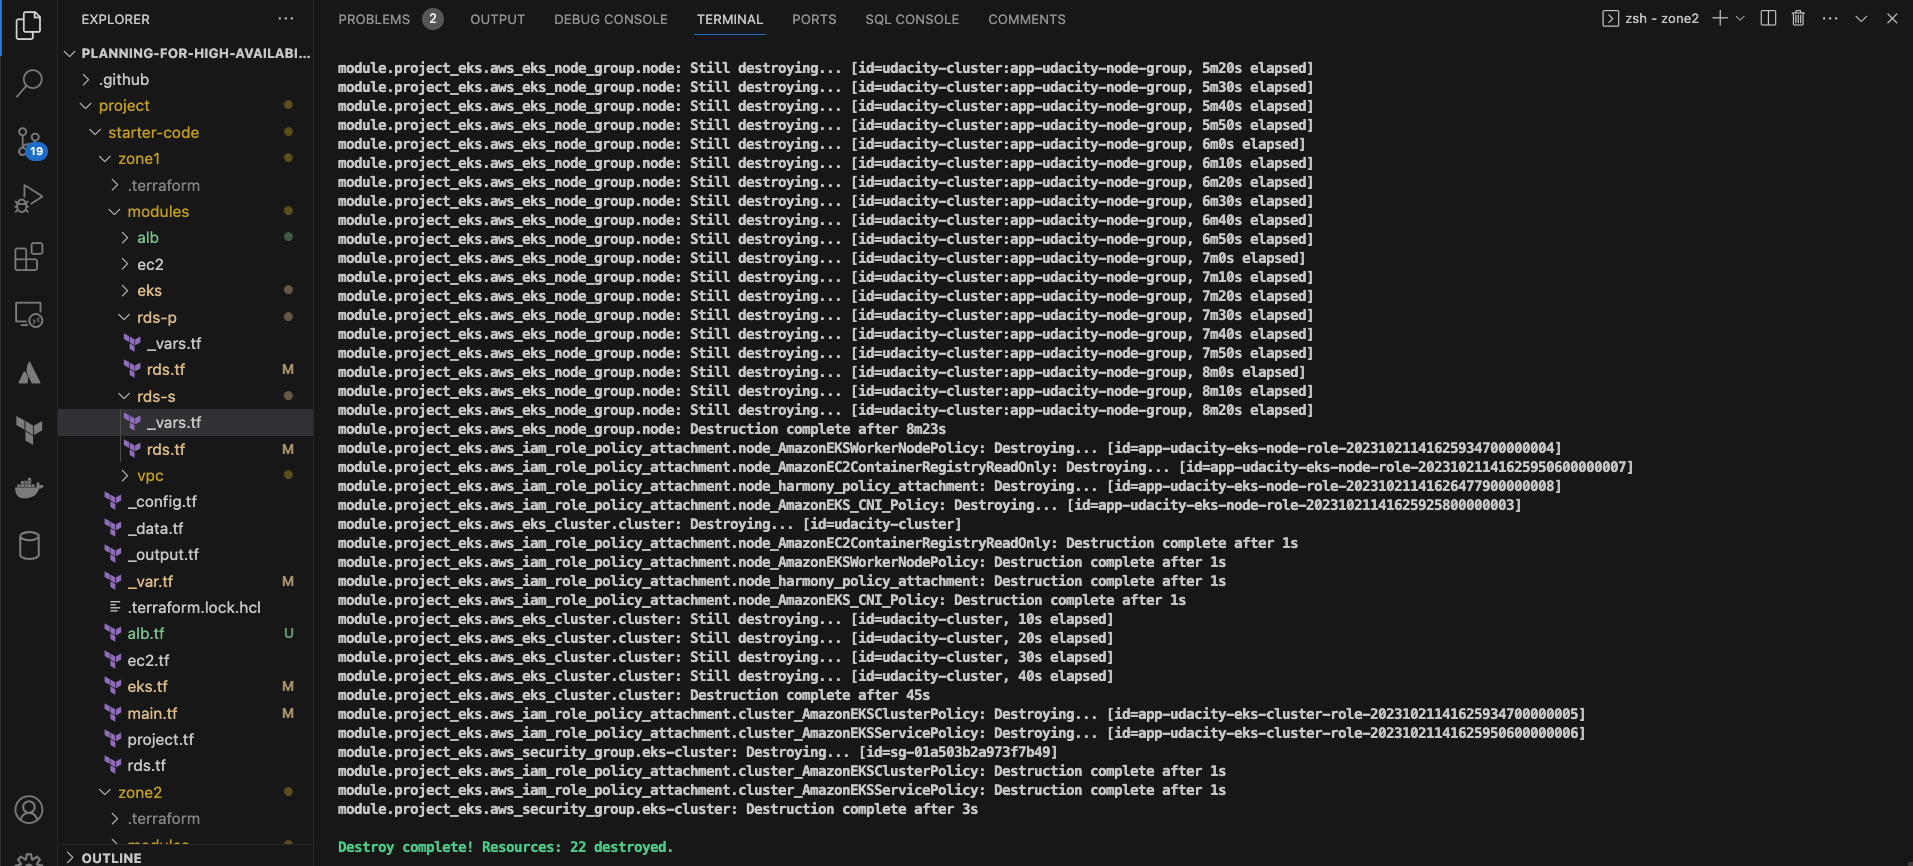 EXPLORER
PLANNING-FOR-HIGH-AVAILABI...
.github
project
starter-code
zone1
.terraform
modules
alb
ec2
eks
rds-p
_vars.tf
rds.tf M
rds-s
_vars.tf
rds.tf M
vpc
_config.tf
_data.tf
_output.tf
_var.tf M
.terraform.lock.hcl
alb.tf U
ec2.tf
eks.tf M
main.tf M
project.tf
rds.tf
zone2
.terraform
modules
OUTLINE
19
PROBLEMS 2 OUTPUT DEBUG CONSOLE TERMINAL PORTS SQL CONSOLE COMMENTS
zsh - zone2
module.project_eks.aws_eks_node_group.node: Still destroying... [id=udacity-cluster:app-udacity-node-group, 5m20s elapsed]
module.project_eks.aws_eks_node_group.node: Still destroying... [id=udacity-cluster:app-udacity-node-group, 5m30s elapsed]
module.project_eks.aws_eks_node_group.node: Still destroying... [id=udacity-cluster:app-udacity-node-group, 5m40s elapsed]
module.project_eks.aws_eks_node_group.node: Still destroying... [id=udacity-cluster:app-udacity-node-group, 5m50s elapsed]
module.project_eks.aws_eks_node_group.node: Still destroying... [id=udacity-cluster:app-udacity-node-group, 6m0s elapsed]
module.project_eks.aws_eks_node_group.node: Still destroying... [id=udacity-cluster:app-udacity-node-group, 6m10s elapsed]
module.project_eks.aws_eks_node_group.node: Still destroying... [id=udacity-cluster:app-udacity-node-group, 6m20s elapsed]
module.project_eks.aws_eks_node_group.node: Still destroying... [id=udacity-cluster:app-udacity-node-group, 6m30s elapsed]
module.project_eks.aws_eks_node_group.node: Still destroying... [id=udacity-cluster:app-udacity-node-group, 6m40s elapsed]
module.project_eks.aws_eks_node_group.node: Still destroying... [id=udacity-cluster:app-udacity-node-group, 6m50s elapsed]
module.project_eks.aws_eks_node_group.node: Still destroying... [id=udacity-cluster:app-udacity-node-group, 7m0s elapsed]
module.project_eks.aws_eks_node_group.node: Still destroying... [id=udacity-cluster:app-udacity-node-group, 7m10s elapsed]
module.project_eks.aws_eks_node_group.node: Still destroying... [id=udacity-cluster:app-udacity-node-group, 7m20s elapsed]
module.project_eks.aws_eks_node_group.node: Still destroying... [id=udacity-cluster:app-udacity-node-group, 7m30s elapsed]
module.project_eks.aws_eks_node_group.node: Still destroying... [id=udacity-cluster:app-udacity-node-group, 7m40s elapsed]
module.project_eks.aws_eks_node_group.node: Still destroying... [id=udacity-cluster:app-udacity-node-group, 7m50s elapsed]
module.project_eks.aws_eks_node_group.node: Still destroying... [id=udacity-cluster:app-udacity-node-group, 8m0s elapsed]
module.project_eks.aws_eks_node_group.node: Still destroying... [id=udacity-cluster:app-udacity-node-group, 8m10s elapsed]
module.project_eks.aws_eks_node_group.node: Still destroying... [id=udacity-cluster:app-udacity-node-group, 8m20s elapsed]
module.project_eks.aws_eks_node_group.node: Destruction complete after 8m23s
module.project_eks.aws_iam_role_policy_attachment.node_AmazonEKSWorkerNodePolicy: Destroying... [id=app-udacity-eks-node-role-20231021141625934700000004]
module.project_eks.aws_iam_role_policy_attachment.node_AmazonEC2ContainerRegistryReadOnly: Destroying... [id=app-udacity-eks-node-role-20231021141625950600000007]
module.project_eks.aws_iam_role_policy_attachment.node_harmony_policy_attachment: Destroying... [id=app-udacity-eks-node-role-20231021141626477900000008]
module.project_eks.aws_iam_role_policy_attachment.node_AmazonEKS_CNI_Policy: Destroying... [id=app-udacity-eks-node-role-20231021141625925800000003]
module.project_eks.aws_eks_cluster.cluster: Destroying... [id=udacity-cluster]
module.project_eks.aws_iam_role_policy_attachment.node_AmazonEC2ContainerRegistryReadOnly: Destruction complete after 1s
module.project_eks.aws_iam_role_policy_attachment.node_AmazonEKSWorkerNodePolicy: Destruction complete after 1s
module.project_eks.aws_iam_role_policy_attachment.node_harmony_policy_attachment: Destruction complete after 1s
module.project_eks.aws_iam_role_policy_attachment.node_AmazonEKS_CNI_Policy: Destruction complete after 1s
module.project_eks.aws_eks_cluster.cluster: Still destroying... [id=udacity-cluster, 10s elapsed]
module.project_eks.aws_eks_cluster.cluster: Still destroying... [id=udacity-cluster, 20s elapsed]
module.project_eks.aws_eks_cluster.cluster: Still destroying... [id=udacity-cluster, 30s elapsed]
module.project_eks.aws_eks_cluster.cluster: Still destroying... [id=udacity-cluster, 40s elapsed]
module.project_eks.aws_eks_cluster.cluster: Destruction complete after 45s
module.project_eks.aws_iam_role_policy_attachment.cluster_AmazonEKSClusterPolicy: Destroying... [id=app-udacity-eks-cluster-role-20231021141625934700000005]
module.project_eks.aws_iam_role_policy_attachment.cluster_AmazonEKSServicePolicy: Destroying... [id=app-udacity-eks-cluster-role-20231021141625950600000006]
module.project_eks.aws_security_group.eks-cluster: Destroying... [id=sg-01a503b2a973f7b49]
module.project_eks.aws_iam_role_policy_attachment.cluster_AmazonEKSClusterPolicy: Destruction complete after 1s
module.project_eks.aws_iam_role_policy_attachment.cluster_AmazonEKSServicePolicy: Destruction complete after 1s
module.project_eks.aws_security_group.eks-cluster: Destruction complete after 3s
Destroy complete! Resources: 22 destroyed.